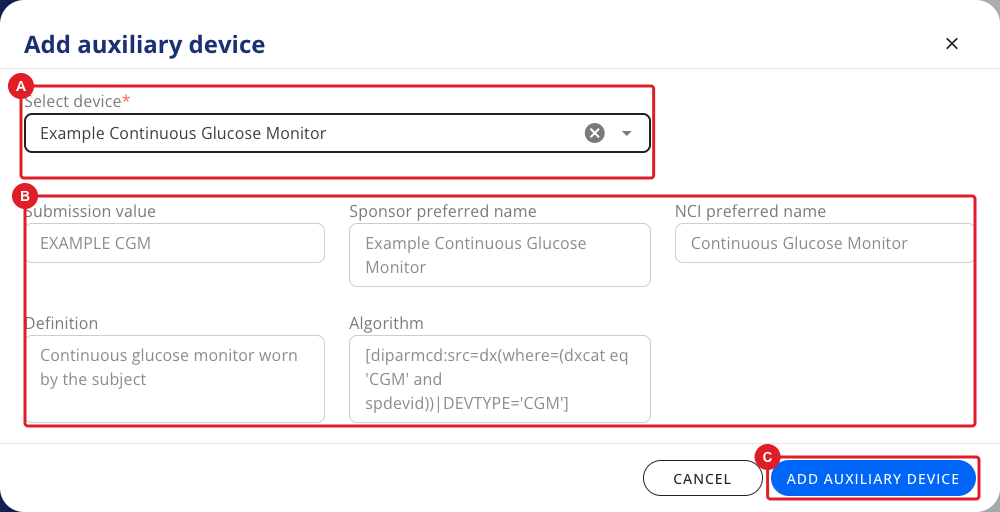 Add auxiliary device
A
Select device*
Example Continuous Glucose Monitor
B
Submission value
EXAMPLE CGM
Sponsor preferred name
Example Continuous Glucose
Monitor
NCI preferred name
Continuous Glucose Monitor
Definition
Continuous glucose monitor worn
by the subject
Algorithm
[diparmcd:src=dx(where=(dxcat eq
'CGM' and
spdevid))|DEVTYPE='CGM']
CANCEL
C
ADD AUXILIARY DEVICE